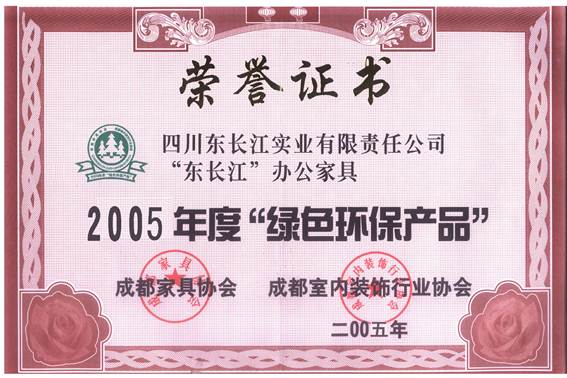 荣誉证书
四川东长江实业有限责任公司
“东长江”办公家具
2005年度“绿色环保产品”
成都家具协会 成都室内装饰行业协会
二00五年